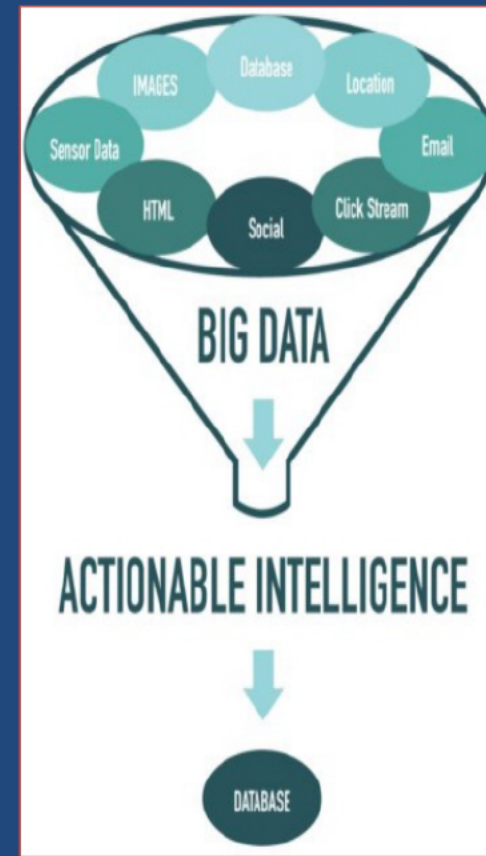 Database
IMAGES
Location
Sensor Data
Email
HTML
Social
Click Stream
BIG DATA
ACTIONABLE INTELLIGENCE
DATABASE